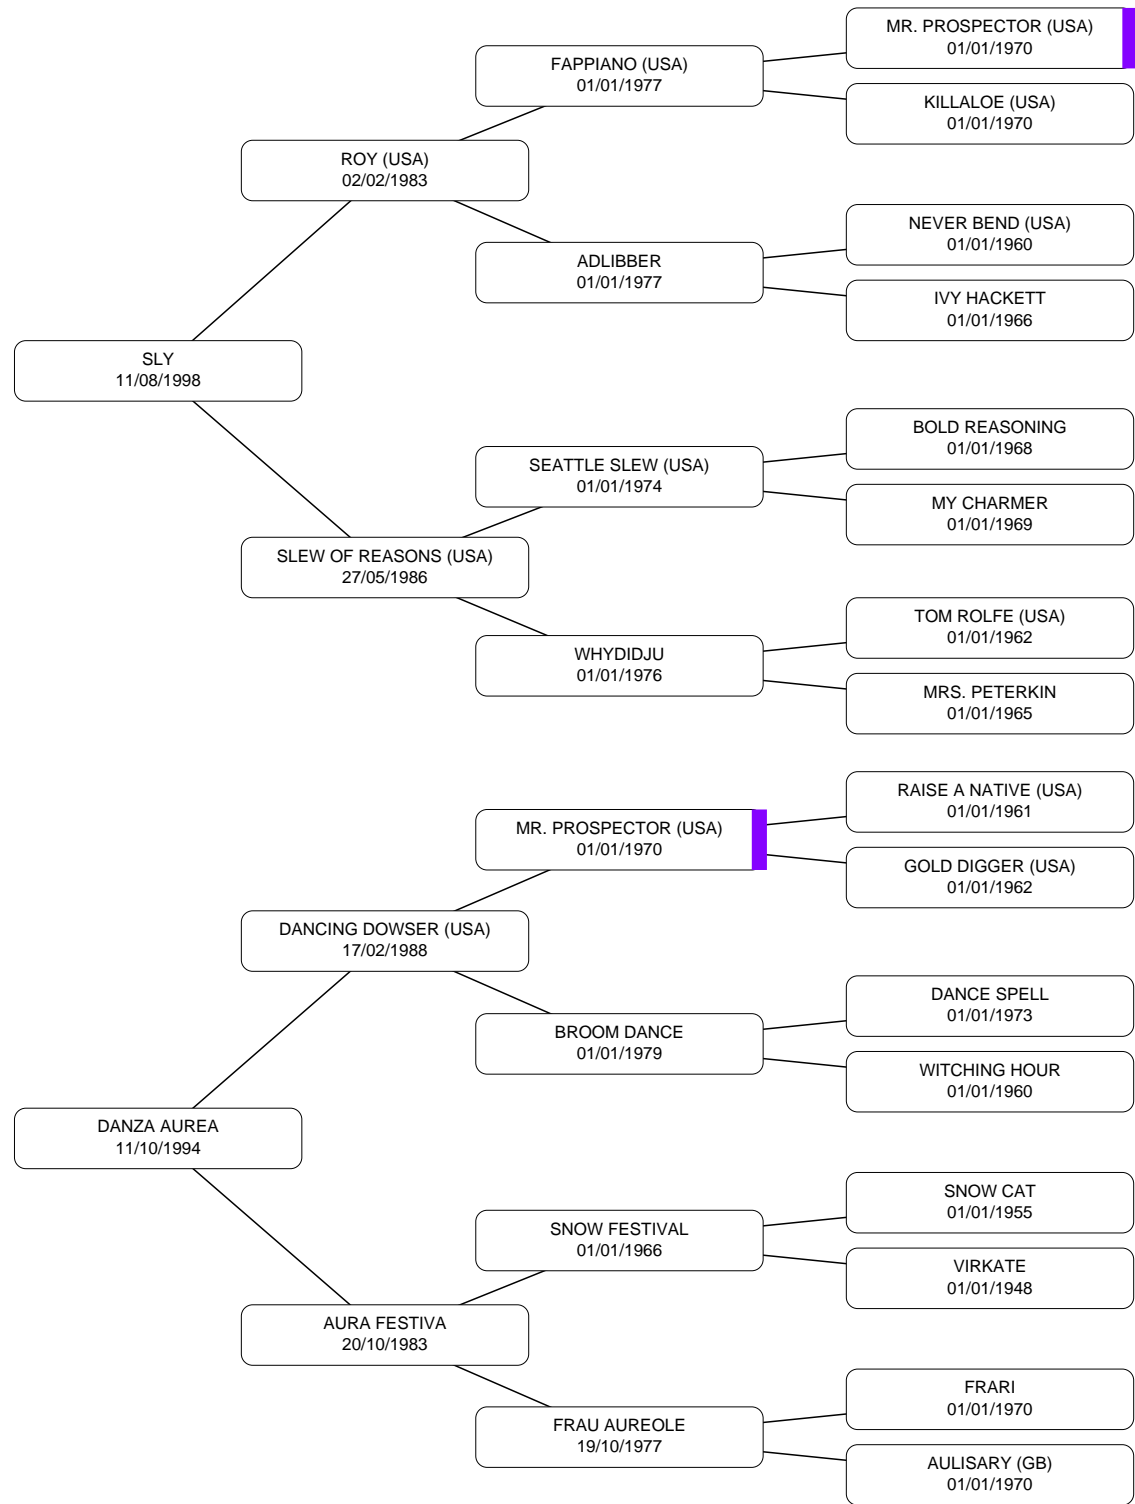 MR. PROSPECTOR (USA)
01/01/1970
FAPPIANO (USA)
01/01/1977
KILLALOE (USA)
01/01/1970
ROY (USA)
02/02/1983
NEVER BEND (USA)
01/01/1960
ADLIBBER
01/01/1977
IVY HACKETT
01/01/1966
SLY
11/08/1998
BOLD REASONING
01/01/1968
SEATTLE SLEW (USA)
01/01/1974
MY CHARMER
01/01/1969
SLEW OF REASONS (USA)
27/05/1986
TOM ROLFE (USA)
01/01/1962
WHYDIDJU
01/01/1976
MRS. PETERKIN
01/01/1965
RAISE A NATIVE (USA)
01/01/1961
MR. PROSPECTOR (USA)
01/01/1970
GOLD DIGGER (USA)
01/01/1962
DANCING DOWSER (USA)
17/02/1988
DANCE SPELL
01/01/1973
BROOM DANCE
01/01/1979
WITCHING HOUR
01/01/1960
DANZA AUREA
11/10/1994
SNOW CAT
01/01/1955
SNOW FESTIVAL
01/01/1966
VIRKATE
01/01/1948
AURA FESTIVA
20/10/1983
FRARI
01/01/1970
FRAU AUREOLE
19/10/1977
AULISARY (GB)
01/01/1970